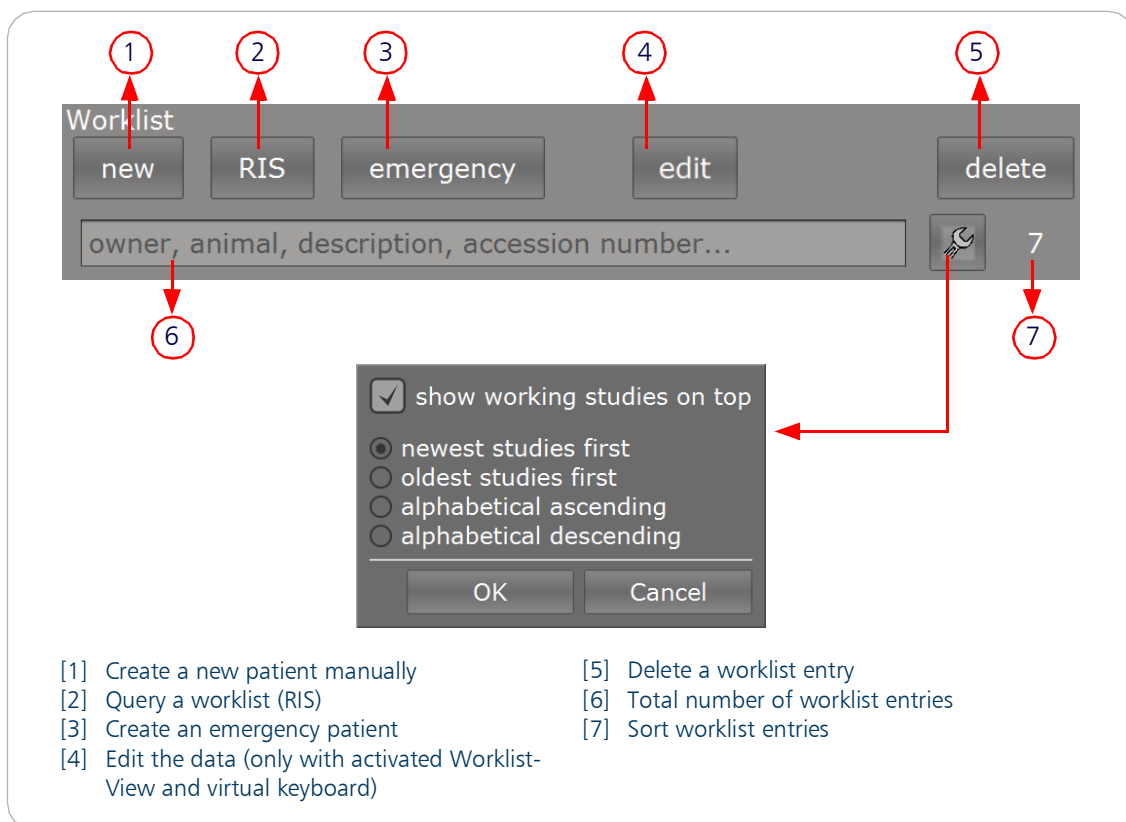 1 2 3 4 5
Worklist
new RIS emergency edit delete
owner, animal, description, accession number... 7
6 7
show working studies on top
newest studies first
oldest studies first
alphabetical ascending
alphabetical descending
OK Cancel
[1] Create a new patient manually
[2] Query a worklist (RIS)
[3] Create an emergency patient
[4] Edit the data (only with activated Worklist-
View and virtual keyboard)
[5] Delete a worklist entry
[6] Total number of worklist entries
[7] Sort worklist entries